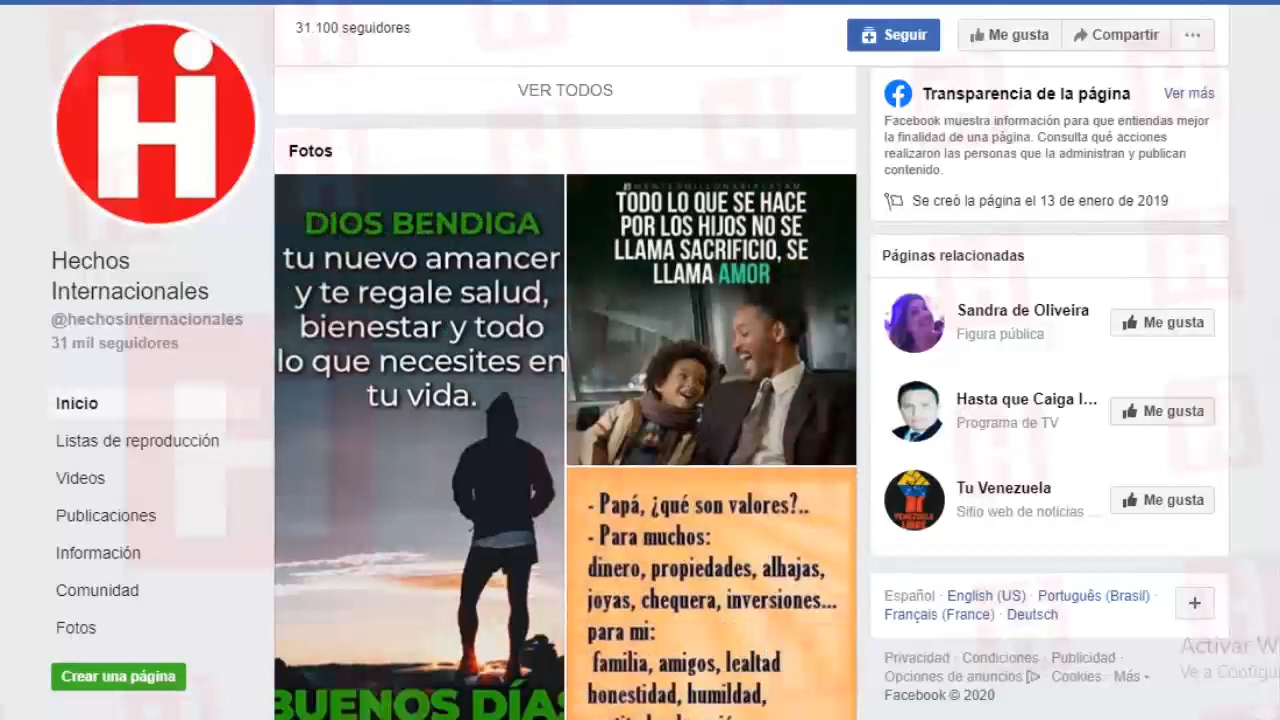 31.100 seguidores
Seguir
Me gusta
Compartir
VER TODOS
Fotos
DIOS BENDIGA
tu nuevo amancer
y te regale salud,
bienestar y todo
lo que necesites en
tu vida.
BUENOS DÍAS
TODO LO QUE SE HACE
POR LOS HIJOS NO SE
LLAMA SACRIFICIO, SE
LLAMA AMOR
- Papá, ¿qué son valores?..
- Para muchos:
dinero, propiedades, alhajas,
joyas, chequera, inversiones...
para mi:
familia, amigos, lealtad
honestidad, humildad,
Hi
Hechos
Internacionales
@hechosinternacionales
31 mil seguidores
Inicio
Listas de reproducción
Videos
Publicaciones
Información
Comunidad
Fotos
Crear una página
Transparencia de la página
Ver más
Facebook muestra información para que entiendas mejor
la finalidad de una página. Consulta qué acciones
realizaron las personas que la administran y publican
contenido.
Se creó la página el 13 de enero de 2019
Páginas relacionadas
Sandra de Oliveira
Figura pública
Me gusta
Hasta que Caiga l...
Programa de TV
Me gusta
Tu Venezuela
Sitio web de noticias ...
Me gusta
Español · English (US) · Português (Brasil) ·
Français (France) · Deutsch
Privacidad · Condiciones · Publicidad ·
Opciones de anuncios · Cookies · Más
Facebook © 2020
Activar W
Ve a Configu